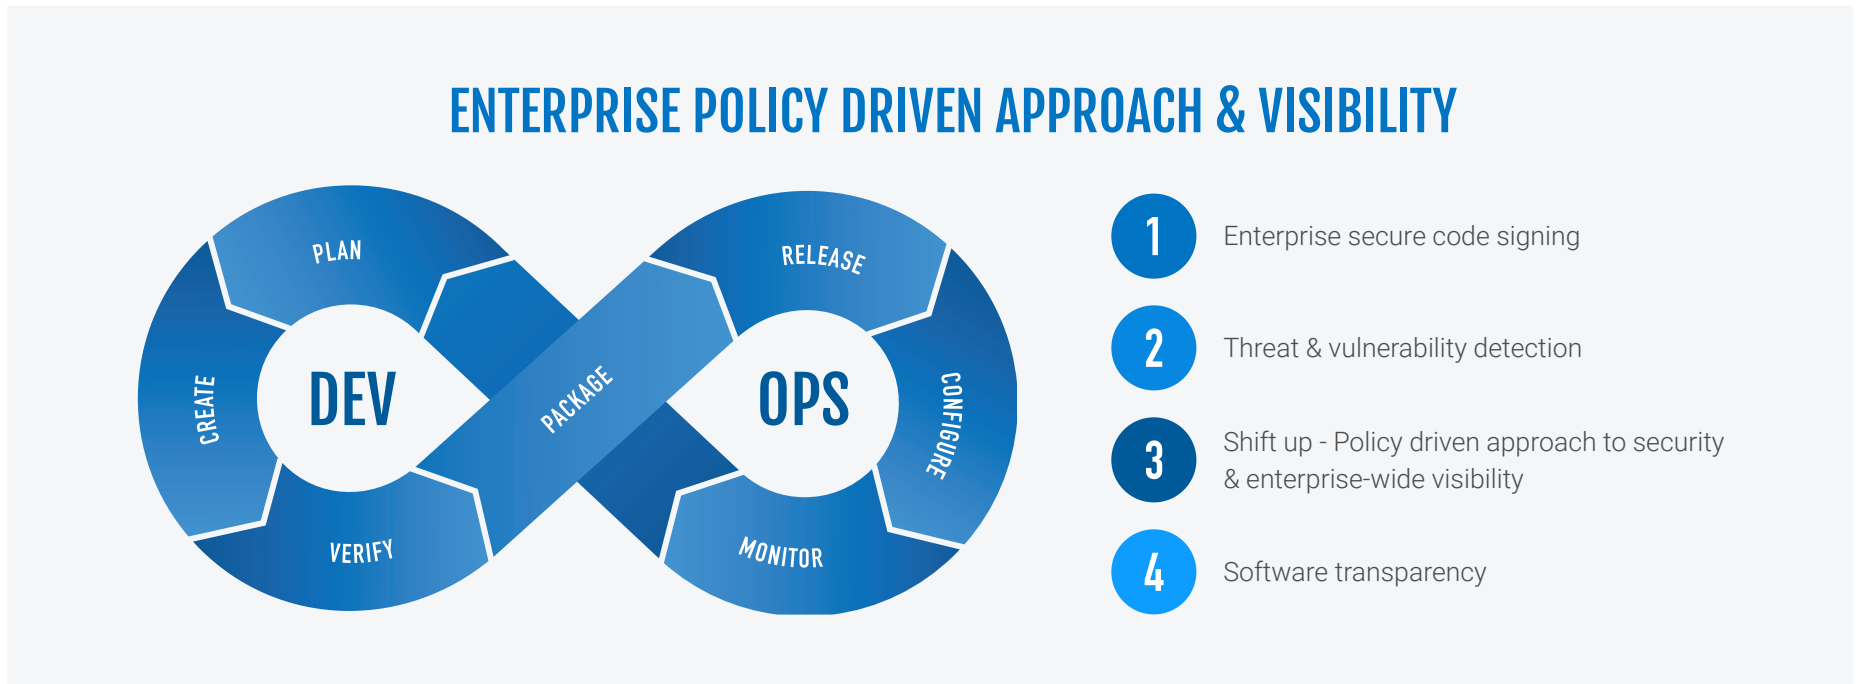 ENTERPRISE POLICY DRIVEN APPROACH & VISIBILITY
PLAN
CREATE
VERIFY
DEV
PACKAGE
RELEASE
CONFIGURE
MONITOR
OPS
1
Enterprise secure code signing
2
Threat & vulnerability detection
3
Shift up - Policy driven approach to security
& enterprise-wide visibility
4
Software transparency